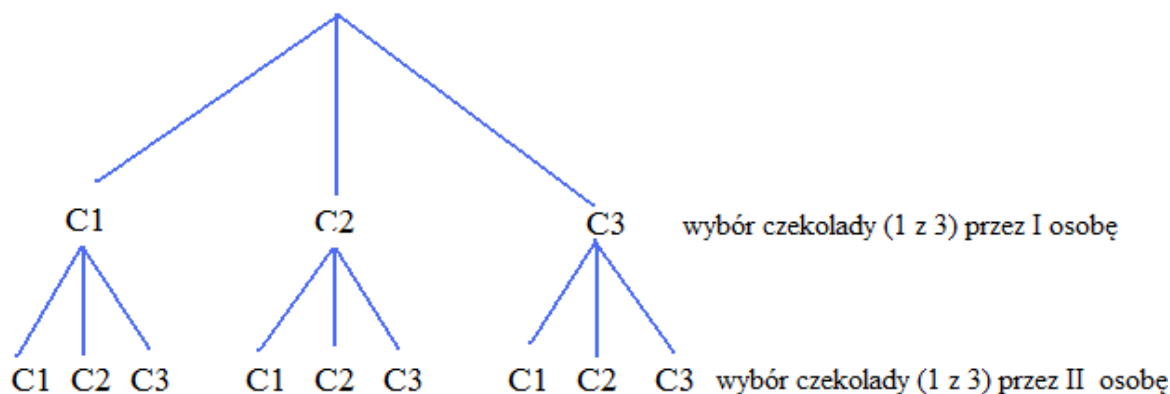 C1 C2 C3 wybór czekolady (1 z 3) przez I osobę
C1 C2 C3 C1 C2 C3 C1 C2 C3 wybór czekolady (1 z 3) przez II osobę